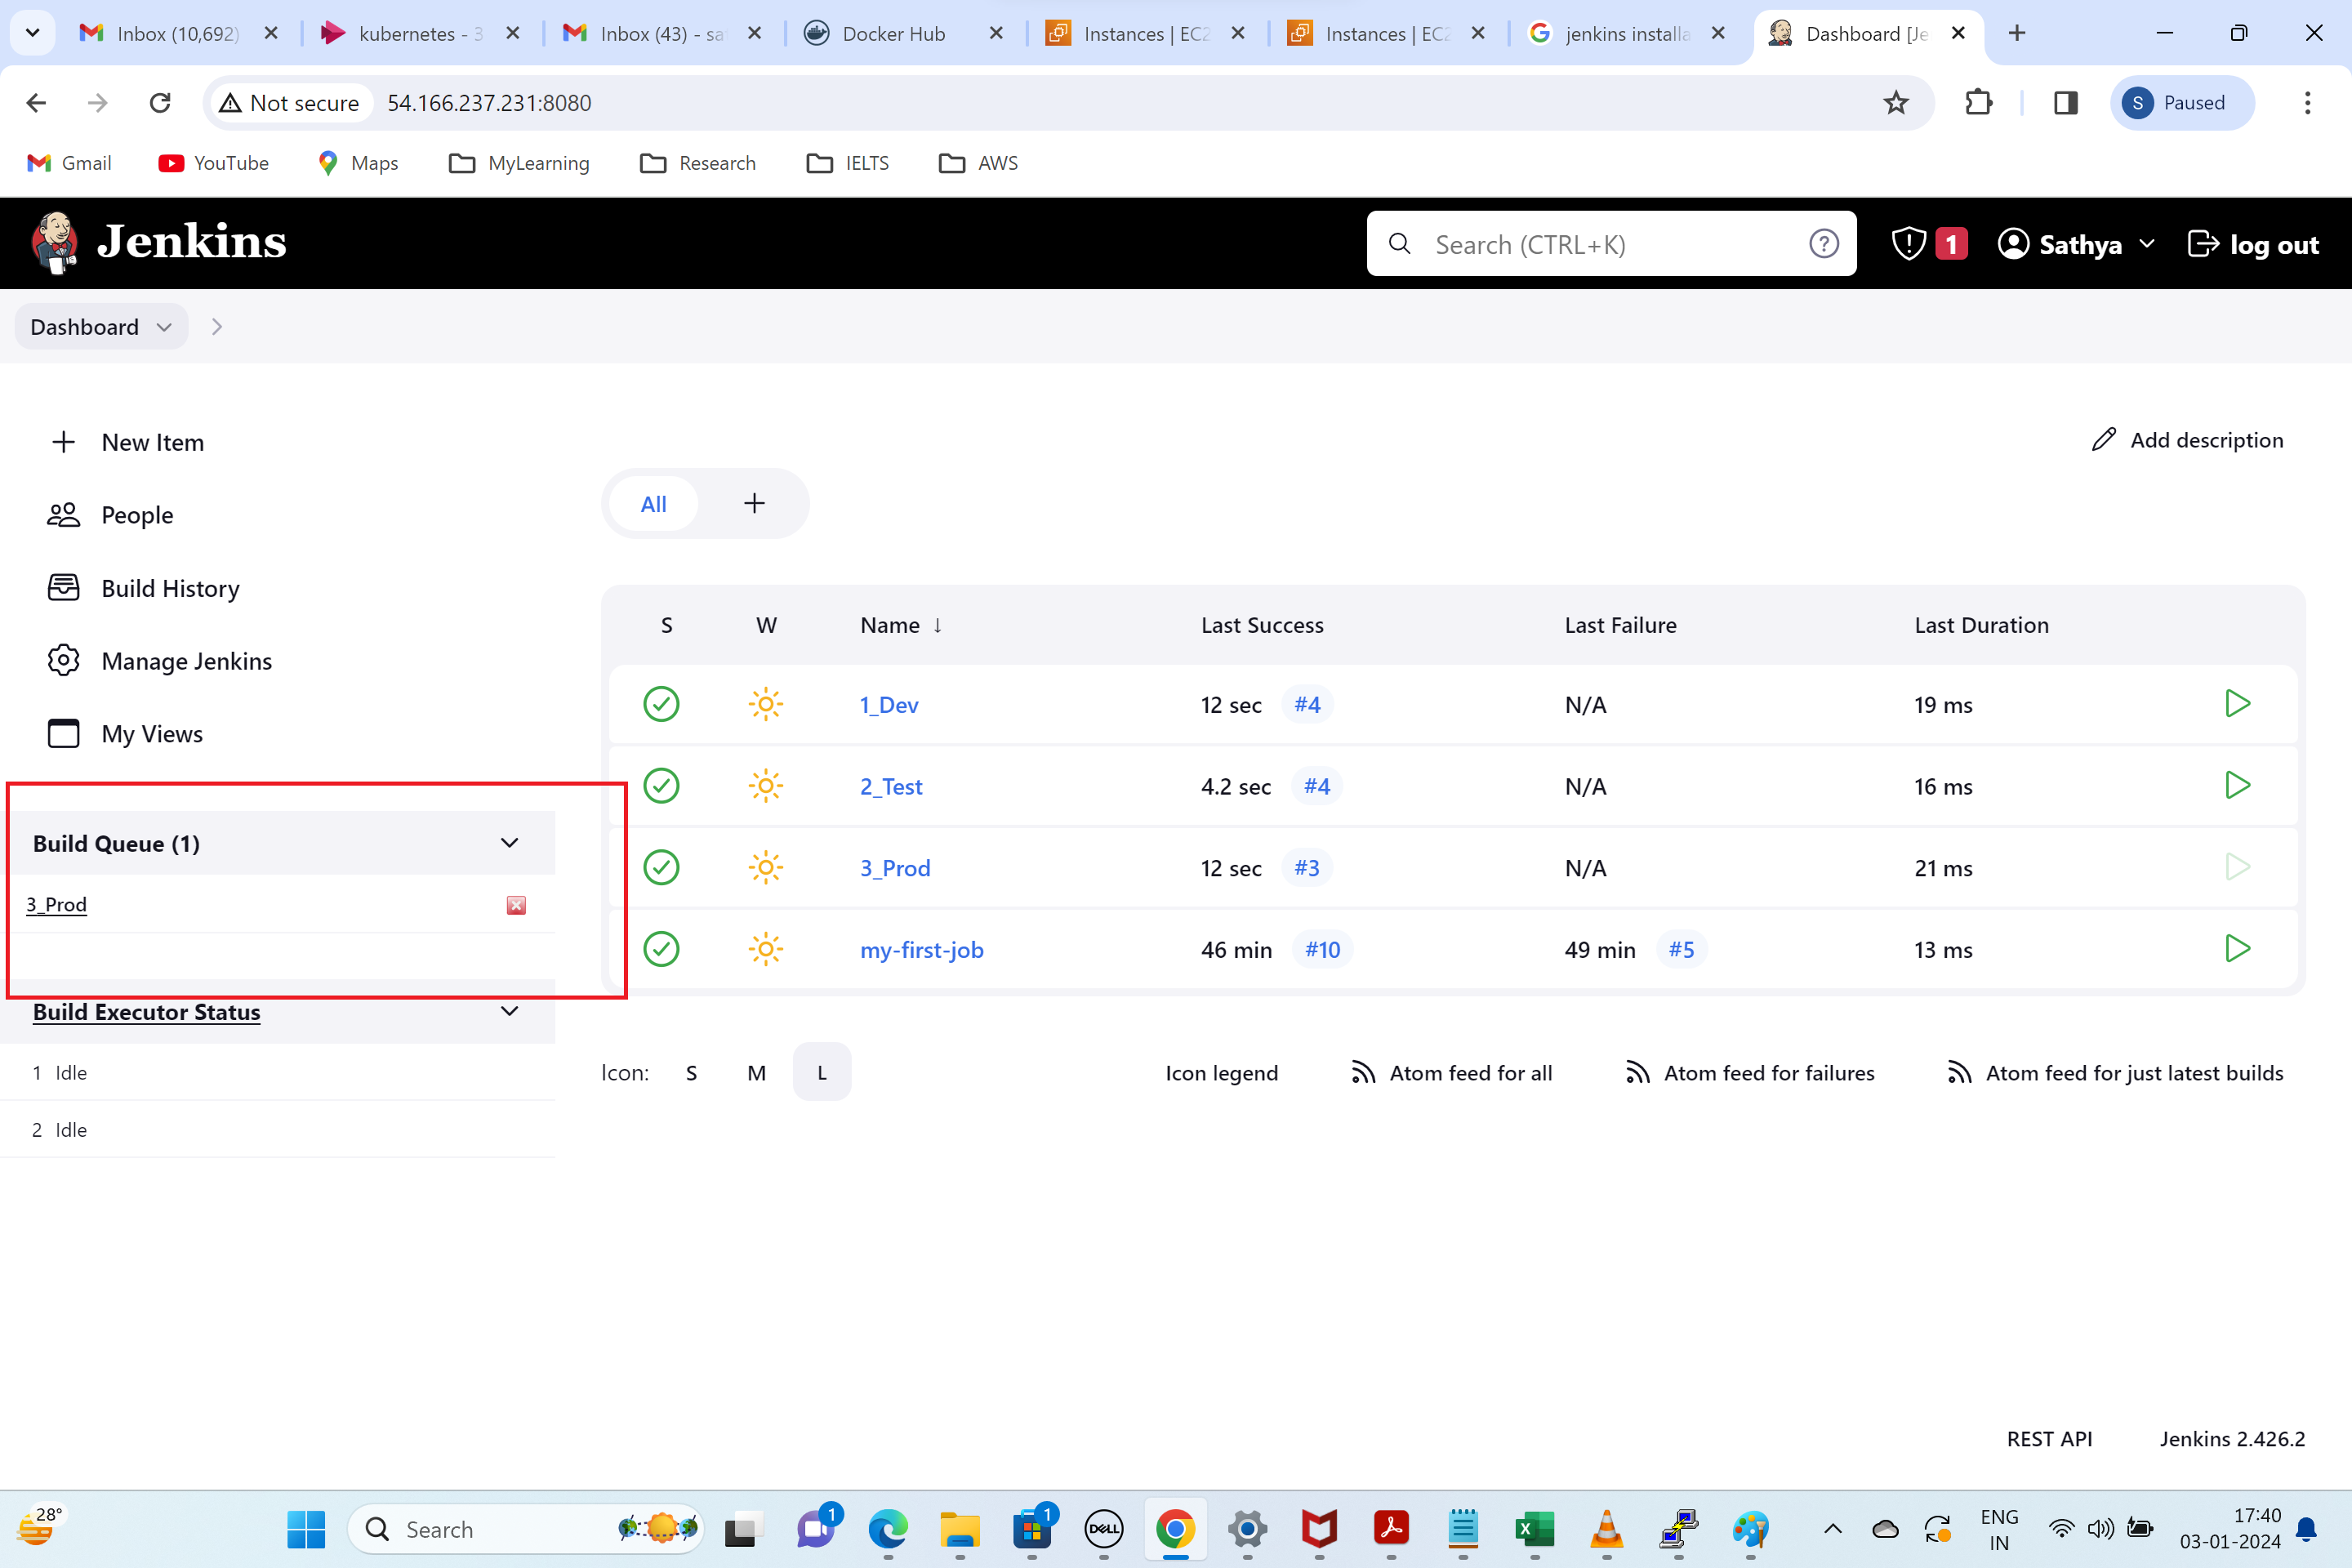 Inbox (10,692)
kubernetes - 3
Inbox (43) - sa
Docker Hub
Instances | EC2
Instances | EC2
jenkins installa
Dashboard [Je
Not secure
54.166.237.231:8080
S
Paused
Gmail
YouTube
Maps
MyLearning
Research
IELTS
AWS
Jenkins
Search (CTRL+K)
1
Sathya
log out
Dashboard
New Item
Add description
People
Build History
Manage Jenkins
My Views
All
S W Name ↓ Last Success Last Failure Last Duration
1_Dev 12 sec #4 N/A 19 ms
2_Test 4.2 sec #4 N/A 16 ms
3_Prod 12 sec #3 N/A 21 ms
my-first-job 46 min #10 49 min #5 13 ms
Build Queue (1)
3_Prod
Build Executor Status
1 Idle
2 Idle
Icon: S M L
Icon legend
Atom feed for all
Atom feed for failures
Atom feed for just latest builds
REST API
Jenkins 2.426.2
28°
Search
1
1
DELL
ENG
IN
17:40
03-01-2024